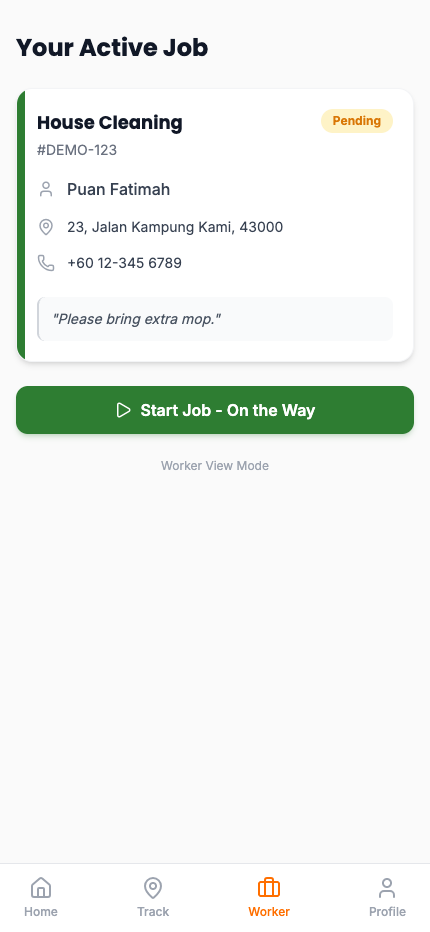 Your Active Job
House Cleaning
Pending
#DEMO-123
Puan Fatimah
23, Jalan Kampung Kami, 43000
+60 12-345 6789
"Please bring extra mop."
Start Job - On the Way
Worker View Mode
Home
Track
Worker
Profile